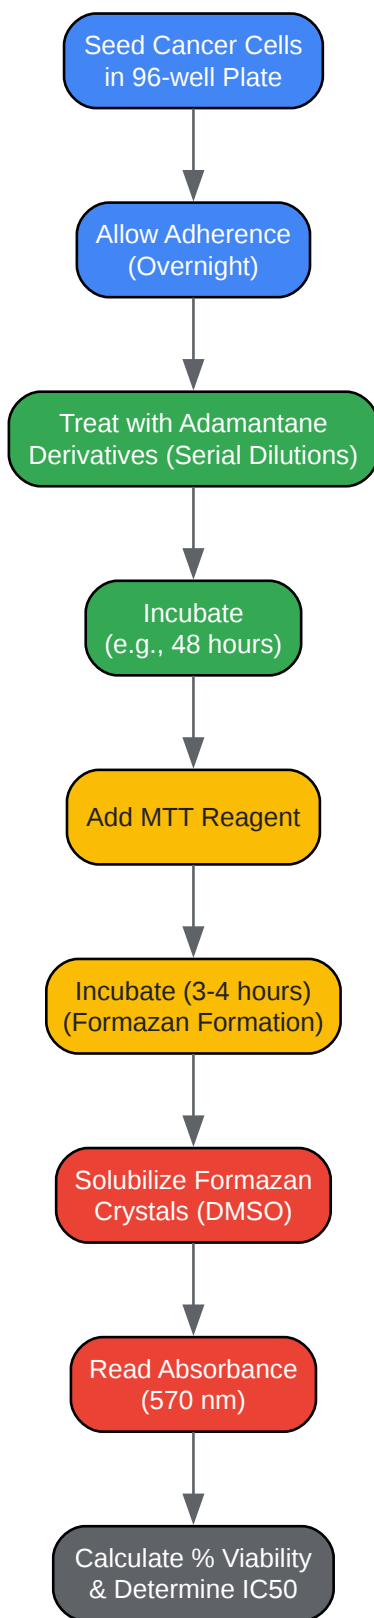 Seed Cancer Cells
in 96-well Plate
Allow Adherence
(Overnight)
Treat with Adamantane
Derivatives (Serial Dilutions)
Incubate
(e.g., 48 hours)
Add MTT Reagent
Incubate (3-4 hours)
(Formazan Formation)
Solubilize Formazan
Crystals (DMSO)
Read Absorbance
(570 nm)
Calculate % Viability
& Determine IC50